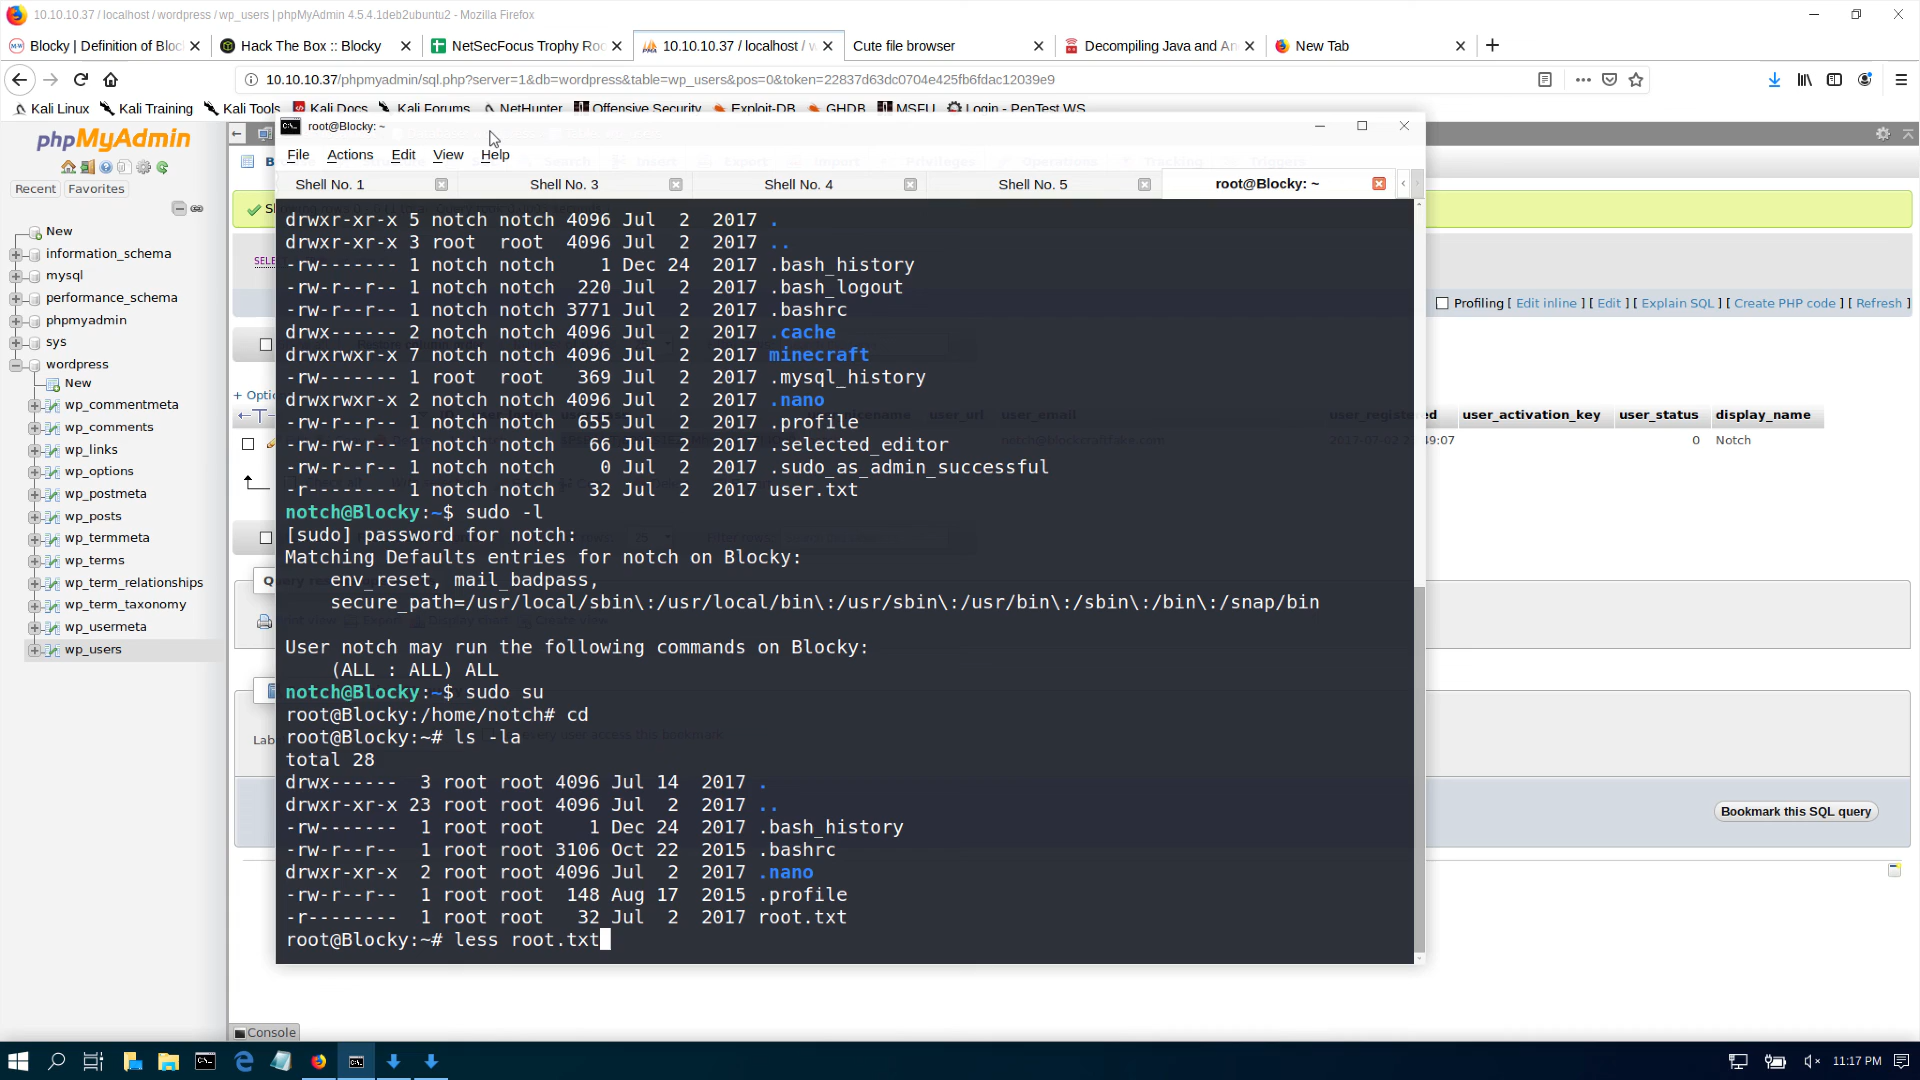 10.10.10.37 / localhost / wordpress / wp_users | phpMyAdmin 4.5.4.1deb2ubuntu2 - Mozilla Firefox
Blocky | Definition of Bloc
Hack The Box :: Blocky
NetSecFocus Trophy Ro
10.10.10.37 / localhost / w
Cute file browser
Decompiling Java and An
New Tab
10.10.10.37/phpmyadmin/sql.php?server=1&db=wordpress&table=wp_users&pos=0&token=22837d63dc0704e425fb6fdac12039e9
Kali Linux
Kali Training
Kali Tools
Kali Docs
Kali Forums
NetHunter
Offensive Security
Exploit-DB
GHDB
MSFU
Login - PenTest WS
phpMyAdmin
Recent
Favorites
New
information_schema
mysql
performance_schema
phpmyadmin
sys
wordpress
New
wp_commentmeta
wp_comments
wp_links
wp_options
wp_postmeta
wp_posts
wp_termmeta
wp_terms
wp_term_relationships
wp_term_taxonomy
wp_usermeta
wp_users
root@Blocky: ~
File Actions Edit View Help
Shell No. 1
Shell No. 3
Shell No. 4
Shell No. 5
root@Blocky: ~
drwxr-xr-x 5 notch notch 4096 Jul  2  2017 .
drwxr-xr-x 3 root  root  4096 Jul  2  2017 ..
-rw------- 1 notch notch    1 Dec 24  2017 .bash_history
-rw-r--r-- 1 notch notch  220 Jul  2  2017 .bash_logout
-rw-r--r-- 1 notch notch 3771 Jul  2  2017 .bashrc
drwx------ 2 notch notch 4096 Jul  2  2017 .cache
drwxrwxr-x 7 notch notch 4096 Jul  2  2017 minecraft
-rw------- 1 root  root   369 Jul  2  2017 .mysql_history
drwxrwxr-x 2 notch notch 4096 Jul  2  2017 .nano
-rw-r--r-- 1 notch notch  655 Jul  2  2017 .profile
-rw-rw-r-- 1 notch notch   66 Jul  2  2017 .selected_editor
-rw-r--r-- 1 notch notch    0 Jul  2  2017 .sudo_as_admin_successful
-r-------- 1 notch notch   32 Jul  2  2017 user.txt
notch@Blocky:~$ sudo -l
[sudo] password for notch:
Matching Defaults entries for notch on Blocky:
    env_reset, mail_badpass,
    secure_path=/usr/local/sbin\:/usr/local/bin\:/usr/sbin\:/usr/bin\:/sbin\:/bin\:/snap/bin
User notch may run the following commands on Blocky:
    (ALL : ALL) ALL
notch@Blocky:~$ sudo su
root@Blocky:/home/notch# cd
root@Blocky:~# ls -la
total 28
drwx------  3 root root 4096 Jul 14  2017 .
drwxr-xr-x 23 root root 4096 Jul  2  2017 ..
-rw-------  1 root root    1 Dec 24  2017 .bash_history
-rw-r--r--  1 root root 3106 Oct 22  2015 .bashrc
drwxr-xr-x  2 root root 4096 Jul  2  2017 .nano
-rw-r--r--  1 root root  148 Aug 17  2015 .profile
-r--------  1 root root   32 Jul  2  2017 root.txt
root@Blocky:~# less root.txt
Profiling [ Edit inline ] [ Edit ] [ Explain SQL ] [ Create PHP code ] [ Refresh ]
user_activation_key user_status display_name
0 Notch
Bookmark this SQL query
Console
11:17 PM